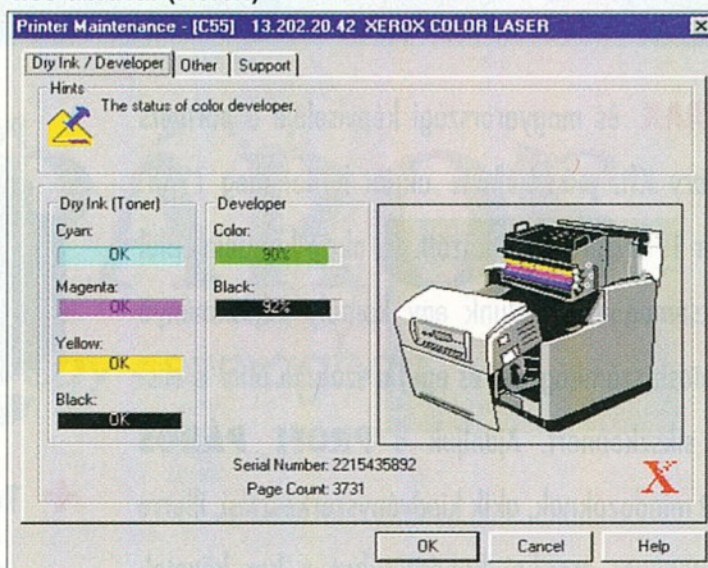 Printer Maintenance - [C55] 13.202.20.42 XEROX COLOR LASER
Dry Ink / Developer
Other
Support
Hints
The status of color developer.
Dry Ink (Toner)
Cyan:
OK
Magenta:
OK
Yellow:
OK
Black:
OK
Developer
Color:
90%
Black:
92%
Serial Number: 2215435892
Page Count: 3731
X
OK
Cancel
Help